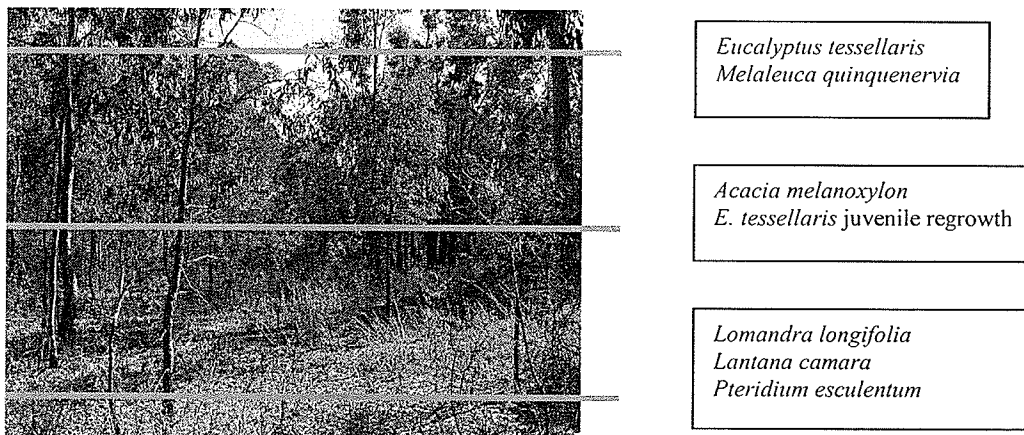 Eucalyptus tessellaris
Melaleuca quinquenervia
Acacia melanoxylon
E. tessellaris juvenile regrowth
Lomandra longifolia
Lantana camara
Pteridium esculentum